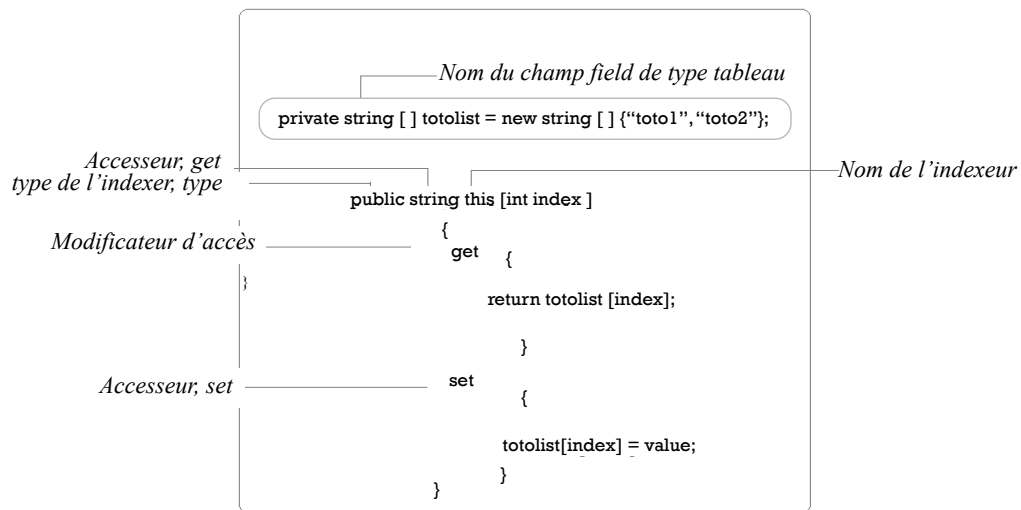 Nom du champ field de type tableau
private string [ ] totolist = new string [ ] {“toto1”, “toto2”};
Accesseur, get
type de l’indexer, type
Nom de l’indexeur
public string this [int index ]
{
Modificateur d’accès
get {
}
return totolist [index];
}
Accesseur, set
set
{
totolist[index] = value;
}
}